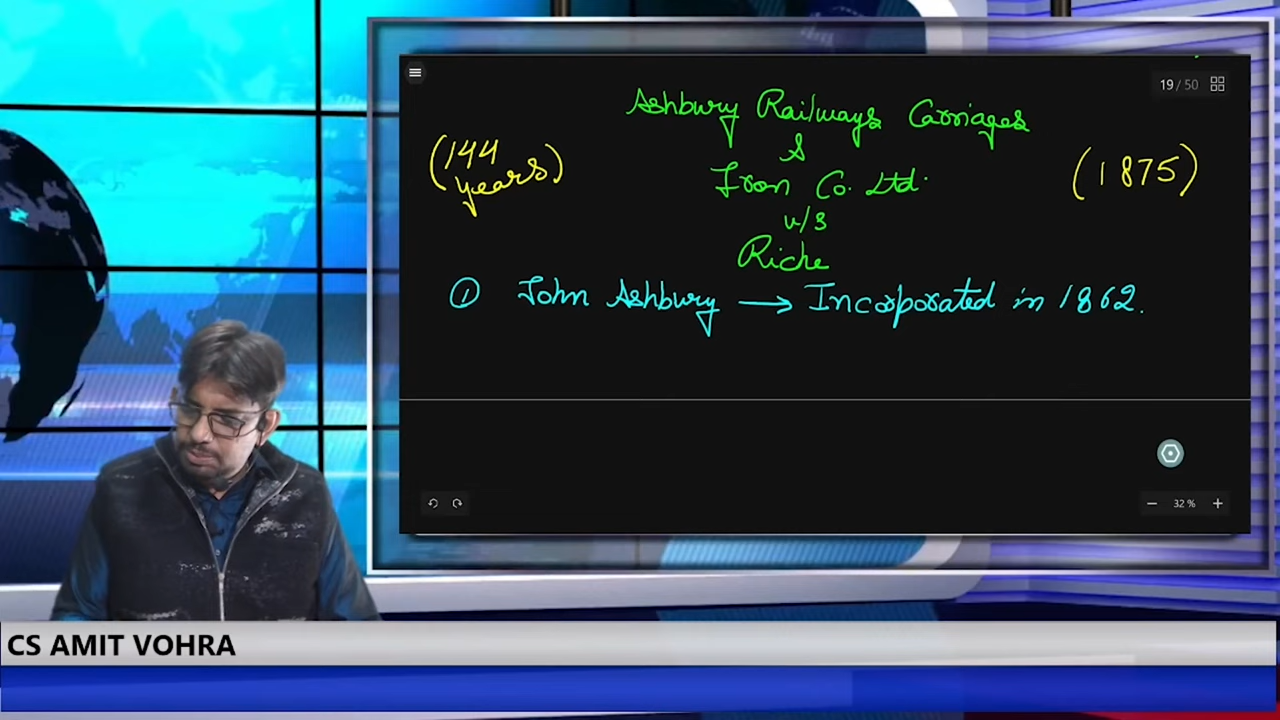 19 / 50
Ashbury Railways Carriages
&
Iron Co. Ltd.
v/s
Riche
(144
years)
(1875)
① John Ashbury → Incorporated in 1862.
32 %
CS AMIT VOHRA